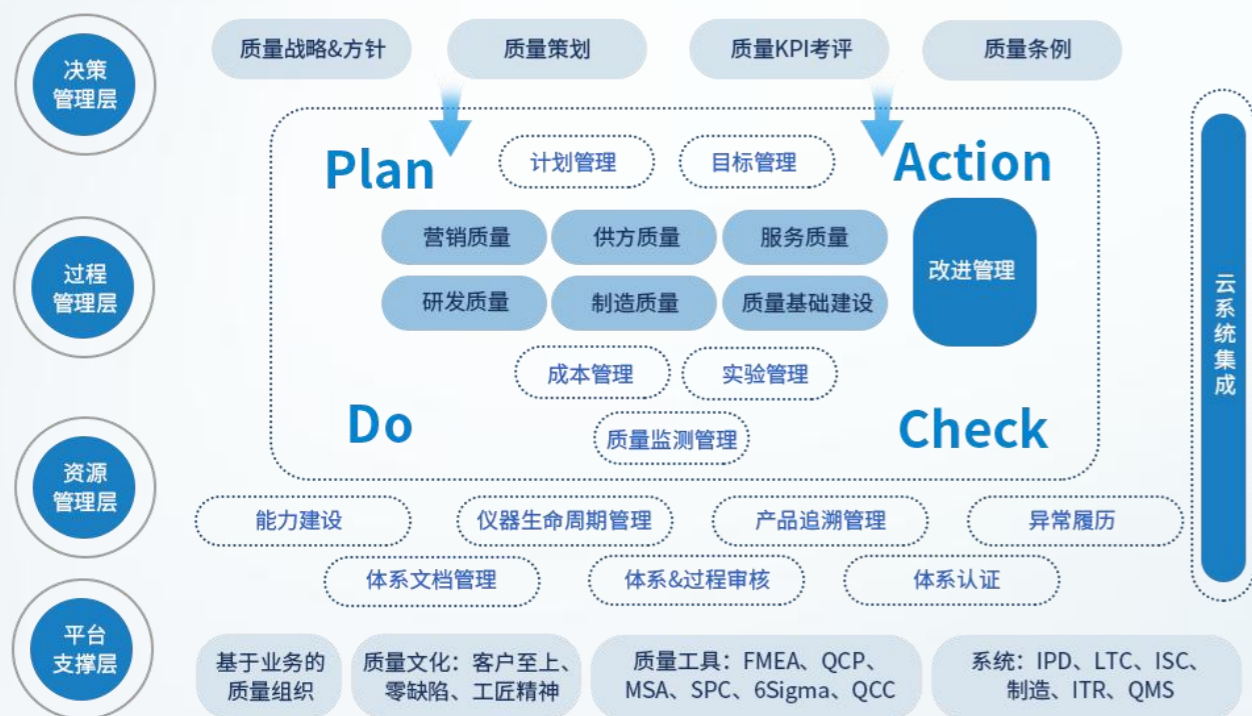 决策
管理层
质量战略&方针
质量策划
质量KPI考评
质量条例
Plan
计划管理
目标管理
Action
过程
管理层
营销质量
供方质量
服务质量
研发质量
制造质量
质量基础建设
改进管理
成本管理
实验管理
Do
质量监测管理
Check
云系统集成
资源
管理层
能力建设
仪器生命周期管理
产品追溯管理
异常履历
体系文档管理
体系&过程审核
体系认证
平台
支撑层
基于业务的
质量组织
质量文化：客户至上、
零缺陷、工匠精神
质量工具：FMEA、QCP、
MSA、SPC、6Sigma、QCC
系统：IPD、LTC、ISC、
制造、ITR、QMS